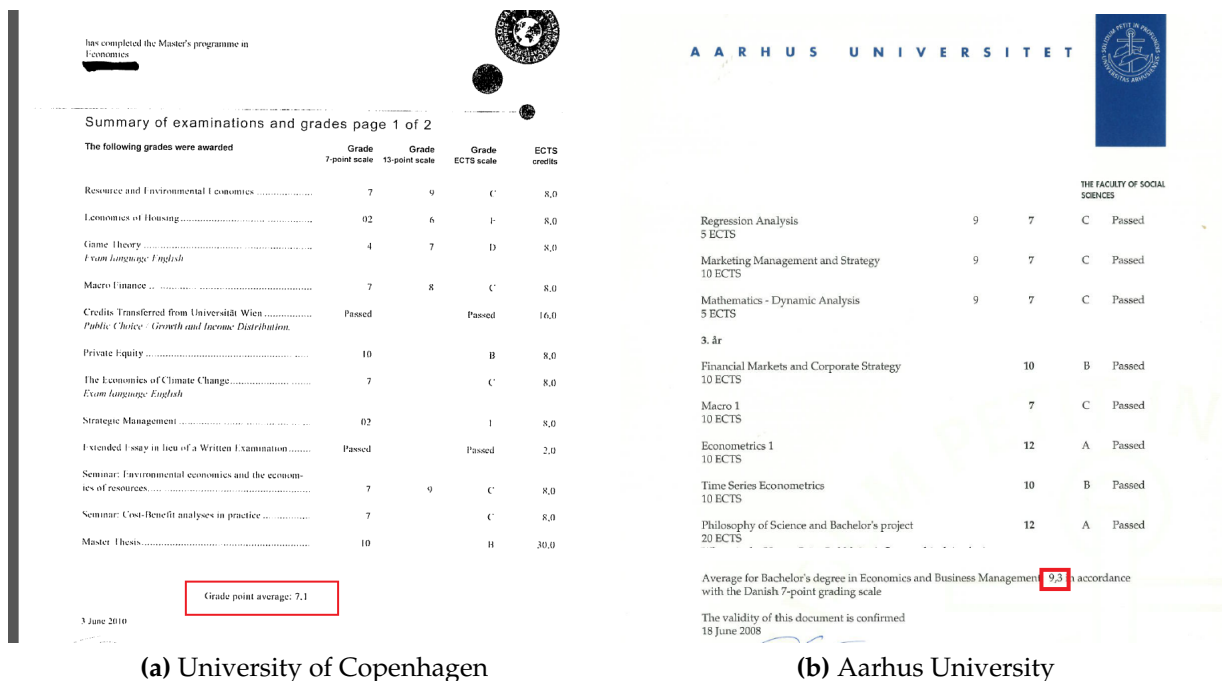 has completed the Master's programme in
Economics
Summary of examinations and grades page 1 of 2
The following grades were awarded Grade 7-point scale Grade 13-point scale Grade ECTS scale ECTS credits
Resource and Environmental Economics .................... 7 9 C 8,0
Economics of Housing .................... 02 6 E 8,0
Game Theory .................... 4 7 D 8,0
Exam language English
Macro Finance .................... 7 8 C 8,0
Credits Transferred from Universität Wien ................ Passed Passed 16,0
Public Choice / Growth and Income Distribution.
Private Equity .................... 10 B 8,0
The Economics of Climate Change .................... 7 C 8,0
Exam language English
Strategic Management .................... 02 8,0
Extended Essay in lieu of a Written Examination ........ Passed Passed 2,0
Seminar: Environmental economics and the econom-
ics of resources .................... 7 9 C 8,0
Seminar: Cost-Benefit analyses in practice ............... 7 C 8,0
Master Thesis .................... 10 B 30,0
Grade point average: 7.1
3 June 2010
(a) University of Copenhagen
AARHUS UNIVERSITET
THE FACULTY OF SOCIAL
SCIENCES
Regression Analysis 9 7 C Passed
5 ECTS
Marketing Management and Strategy 9 7 C Passed
10 ECTS
Mathematics - Dynamic Analysis 9 7 C Passed
5 ECTS
3. år
Financial Markets and Corporate Strategy 10 B Passed
10 ECTS
Macro 1 7 C Passed
10 ECTS
Econometrics 1 12 A Passed
10 ECTS
Time Series Econometrics 10 B Passed
10 ECTS
Philosophy of Science and Bachelor's project 12 A Passed
20 ECTS
Average for Bachelor's degree in Economics and Business Management 9,3 in accordance
with the Danish 7-point grading scale
The validity of this document is confirmed
18 June 2008
(b) Aarhus University